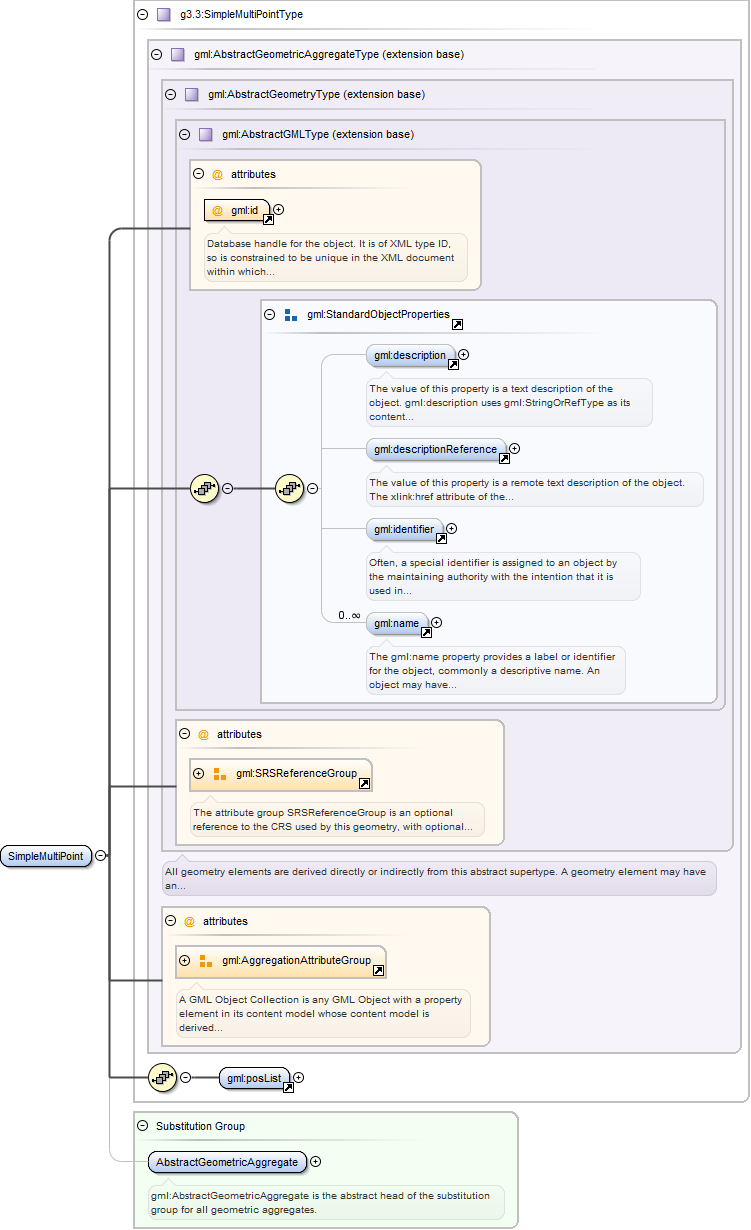 g3.3:SimpleMultiPointType
gml:AbstractGeometricAggregateType (extension base)
gml:AbstractGeometryType (extension base)
gml:AbstractGMLType (extension base)
@ attributes
@ gml:id
Database handle for the object. It is of XML type ID,
so is constrained to be unique in the XML document
within which...
gml:StandardObjectProperties
gml:description
The value of this property is a text description of the
object. gml:description uses gml:StringOrRefType as its
content...
gml:descriptionReference
The value of this property is a remote text description of the object.
The xlink:href attribute of the...
gml:identifier
Often, a special identifier is assigned to an object by
the maintaining authority with the intention that it is
used in...
0..∞
gml:name
The gml:name property provides a label or identifier
for the object, commonly a descriptive name. An
object may have...
@ attributes
gml:SRSReferenceGroup
The attribute group SRSReferenceGroup is an optional
reference to the CRS used by this geometry, with optional...
SimpleMultiPoint
All geometry elements are derived directly or indirectly from this abstract supertype. A geometry element may have
an...
@ attributes
gml:AggregationAttributeGroup
A GML Object Collection is any GML Object with a property
element in its content model whose content model is
derived...
gml:posList
Substitution Group
AbstractGeometricAggregate
gml:AbstractGeometricAggregate is the abstract head of the substitution
group for all geometric aggregates.